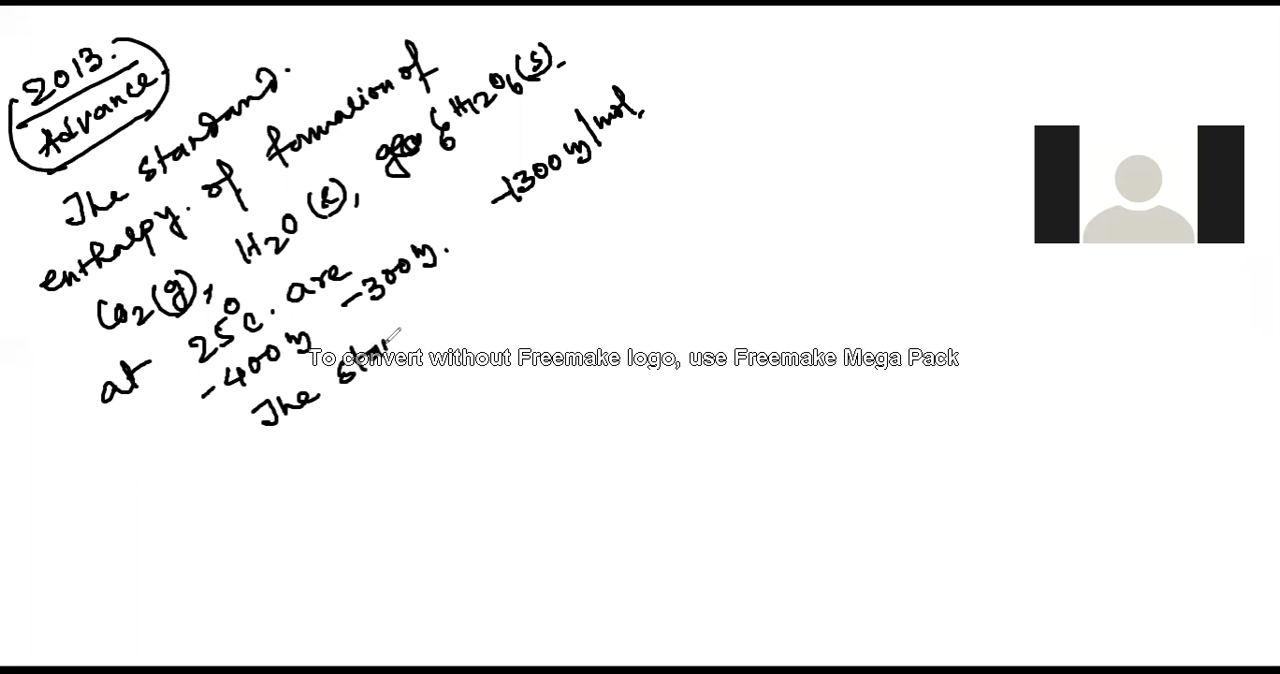 2013.
Advance
The standard.
enthalpy. of formation of
CO2(g), H2O(l), C6H12O6(s).
at 25°C. are
-400 kJ -300 kJ. -1300 kJ/mol.
The stan
To convert without Freemake logo, use Freemake Mega Pack